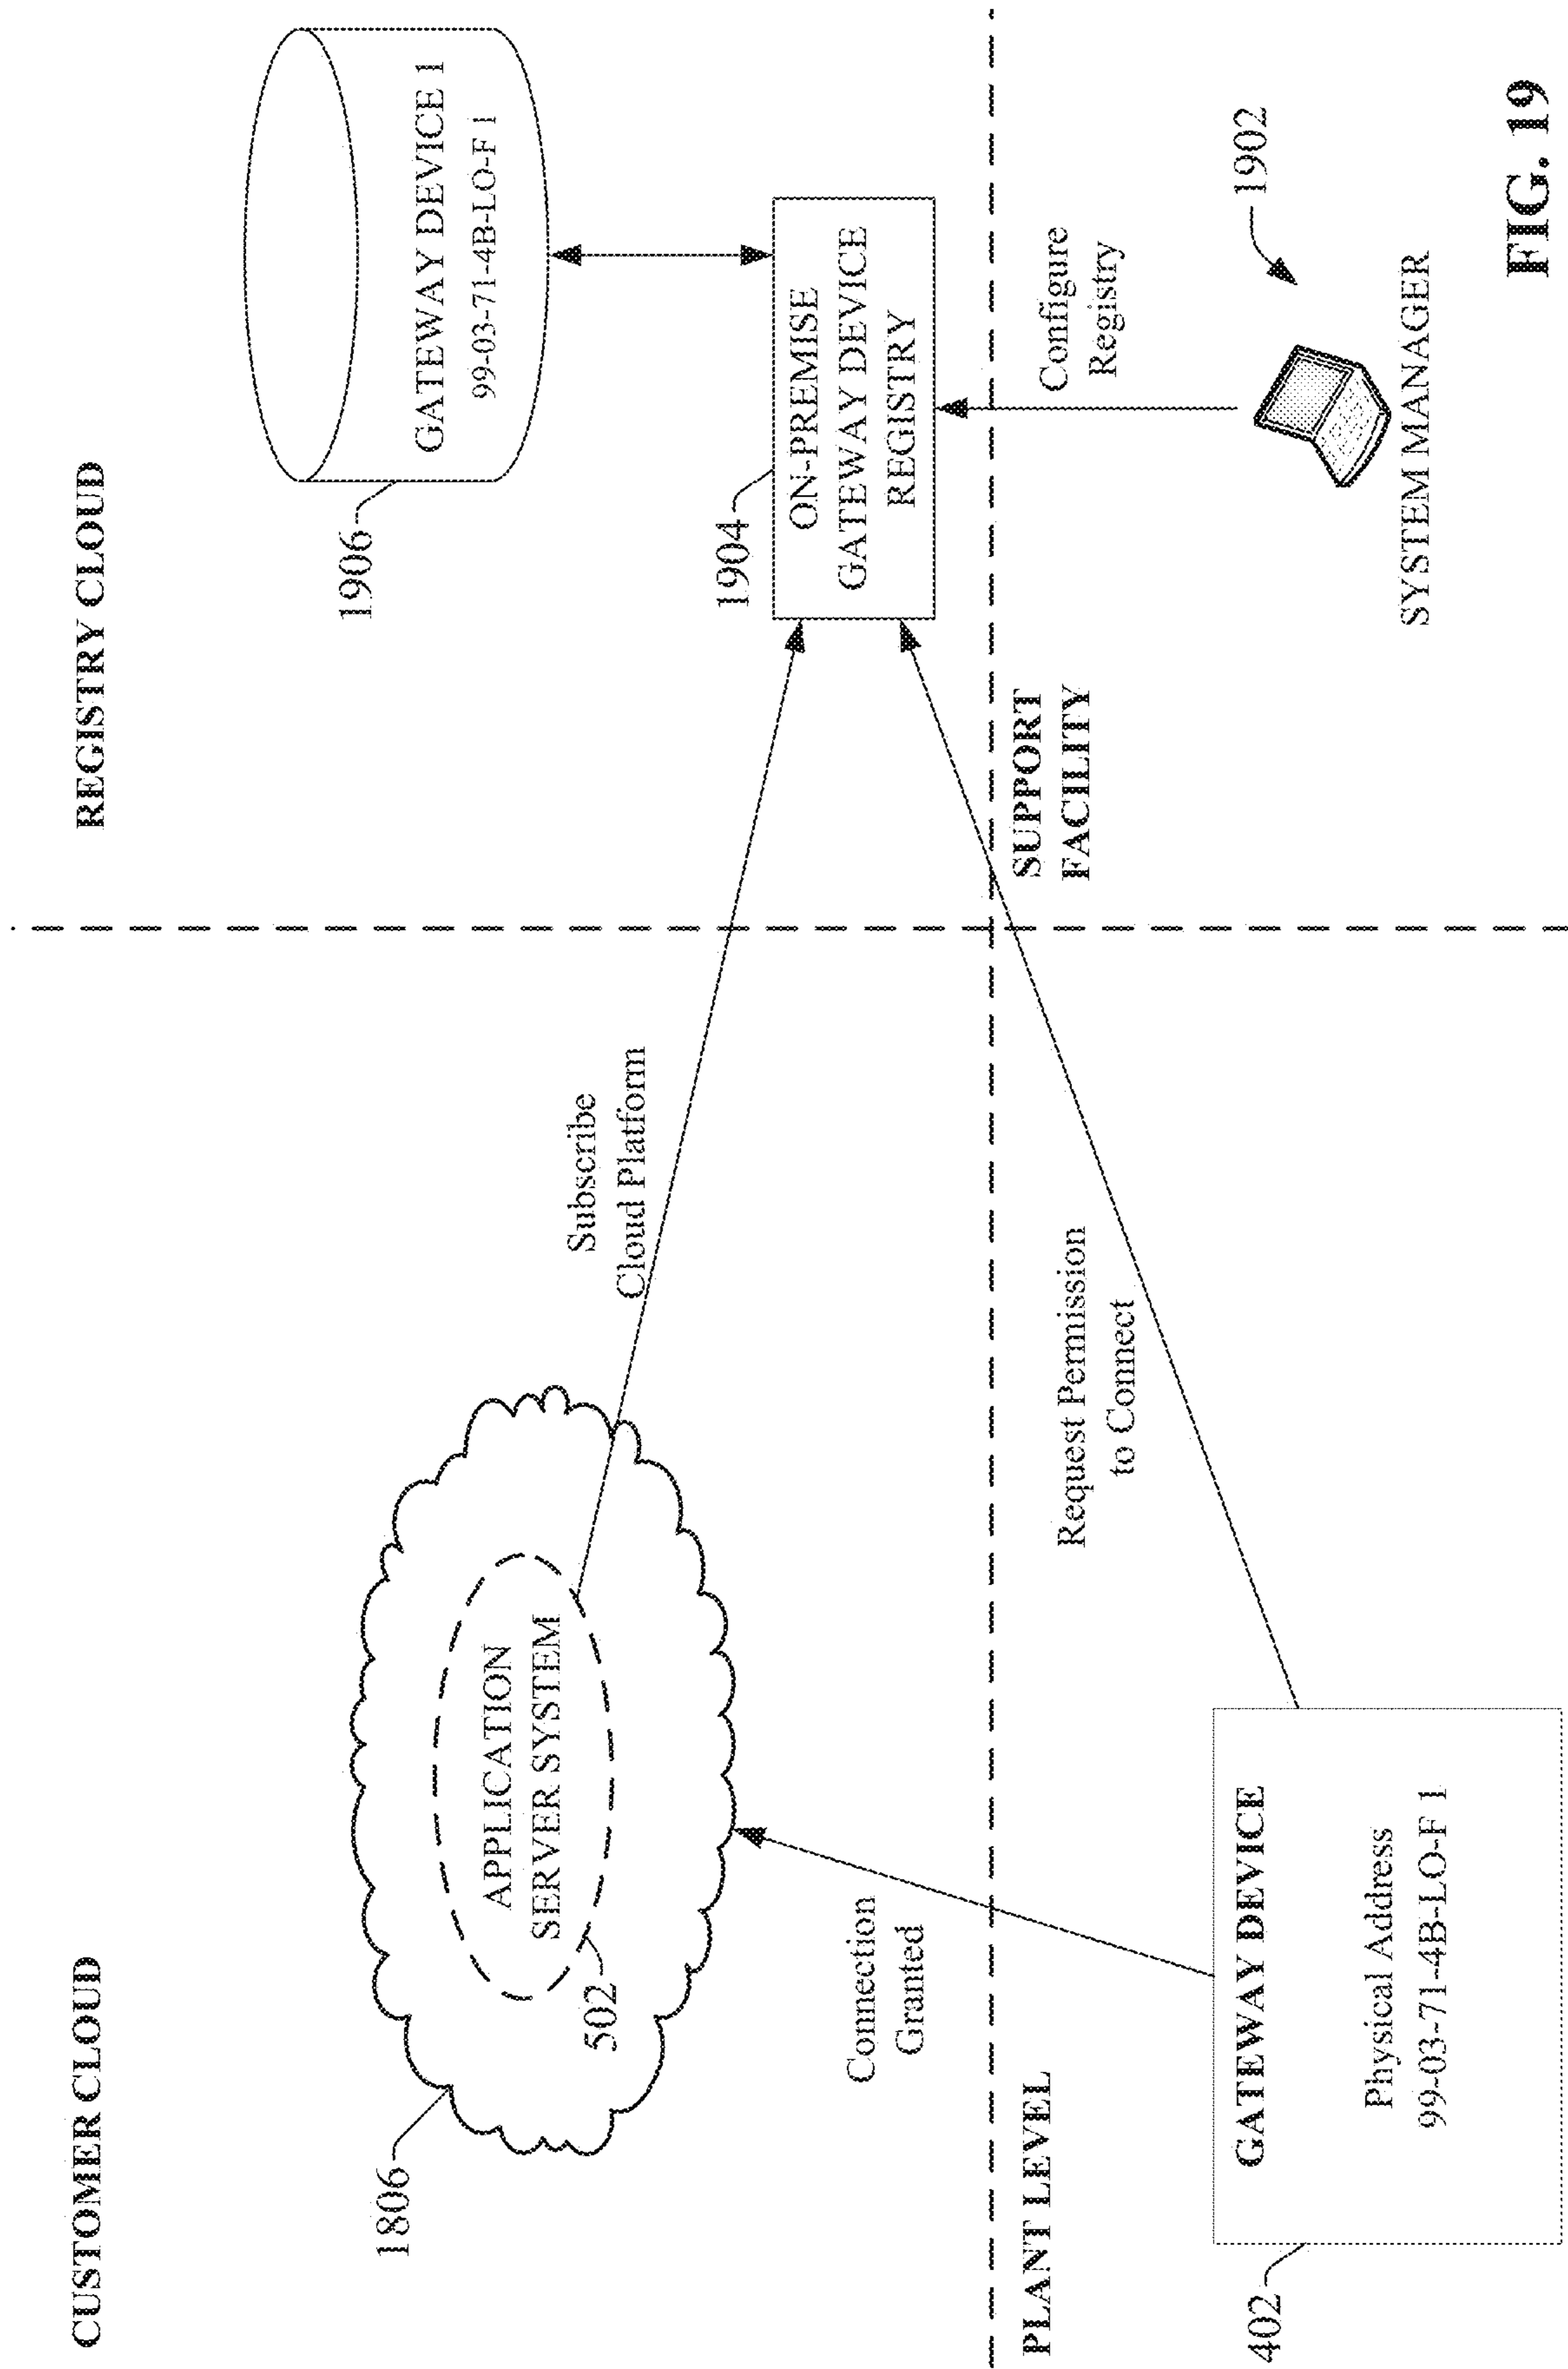 CUSTOMER CLOUD
REGISTRY CLOUD
1806
APPLICATION
SERVER SYSTEM
502
Subscribe
Cloud Platform
1906
GATEWAY DEVICE 1
99-03-71-4B-LO-F 1
1904
ON-PREMISE
GATEWAY DEVICE
REGISTRY
Connection
Granted
PLANT LEVEL
SUPPORT
FACILITY
Request Permission
to Connect
Configure
Registry
402
GATEWAY DEVICE
Physical Address
99-03-71-4B-LO-F 1
1902
SYSTEM MANAGER
FIG. 19